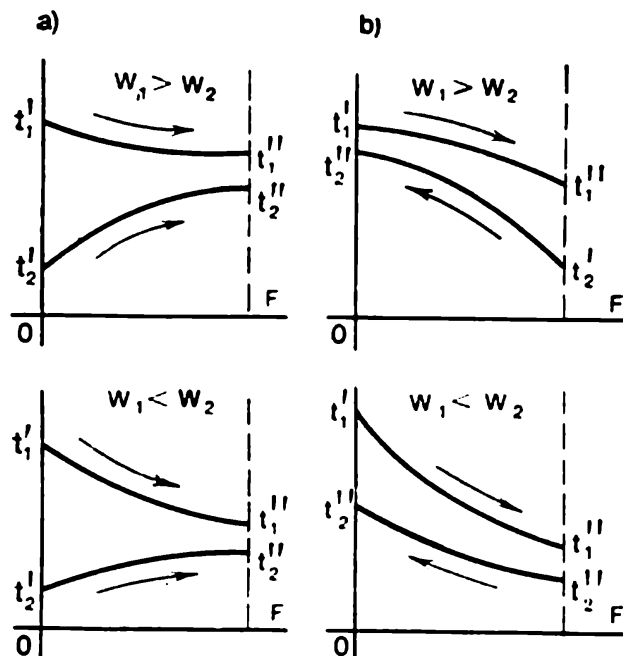 a)
W₁ > W₂
t₁′
t₁″
t₂″
t₂′
F
0
b)
W₁ > W₂
t₁′
t₂″
t₁″
t₂′
F
0
W₁ < W₂
t₁′
t₁″
t₂″
t₂′
F
0
W₁ < W₂
t₁′
t₂″
t₁″
t₂″
F
0